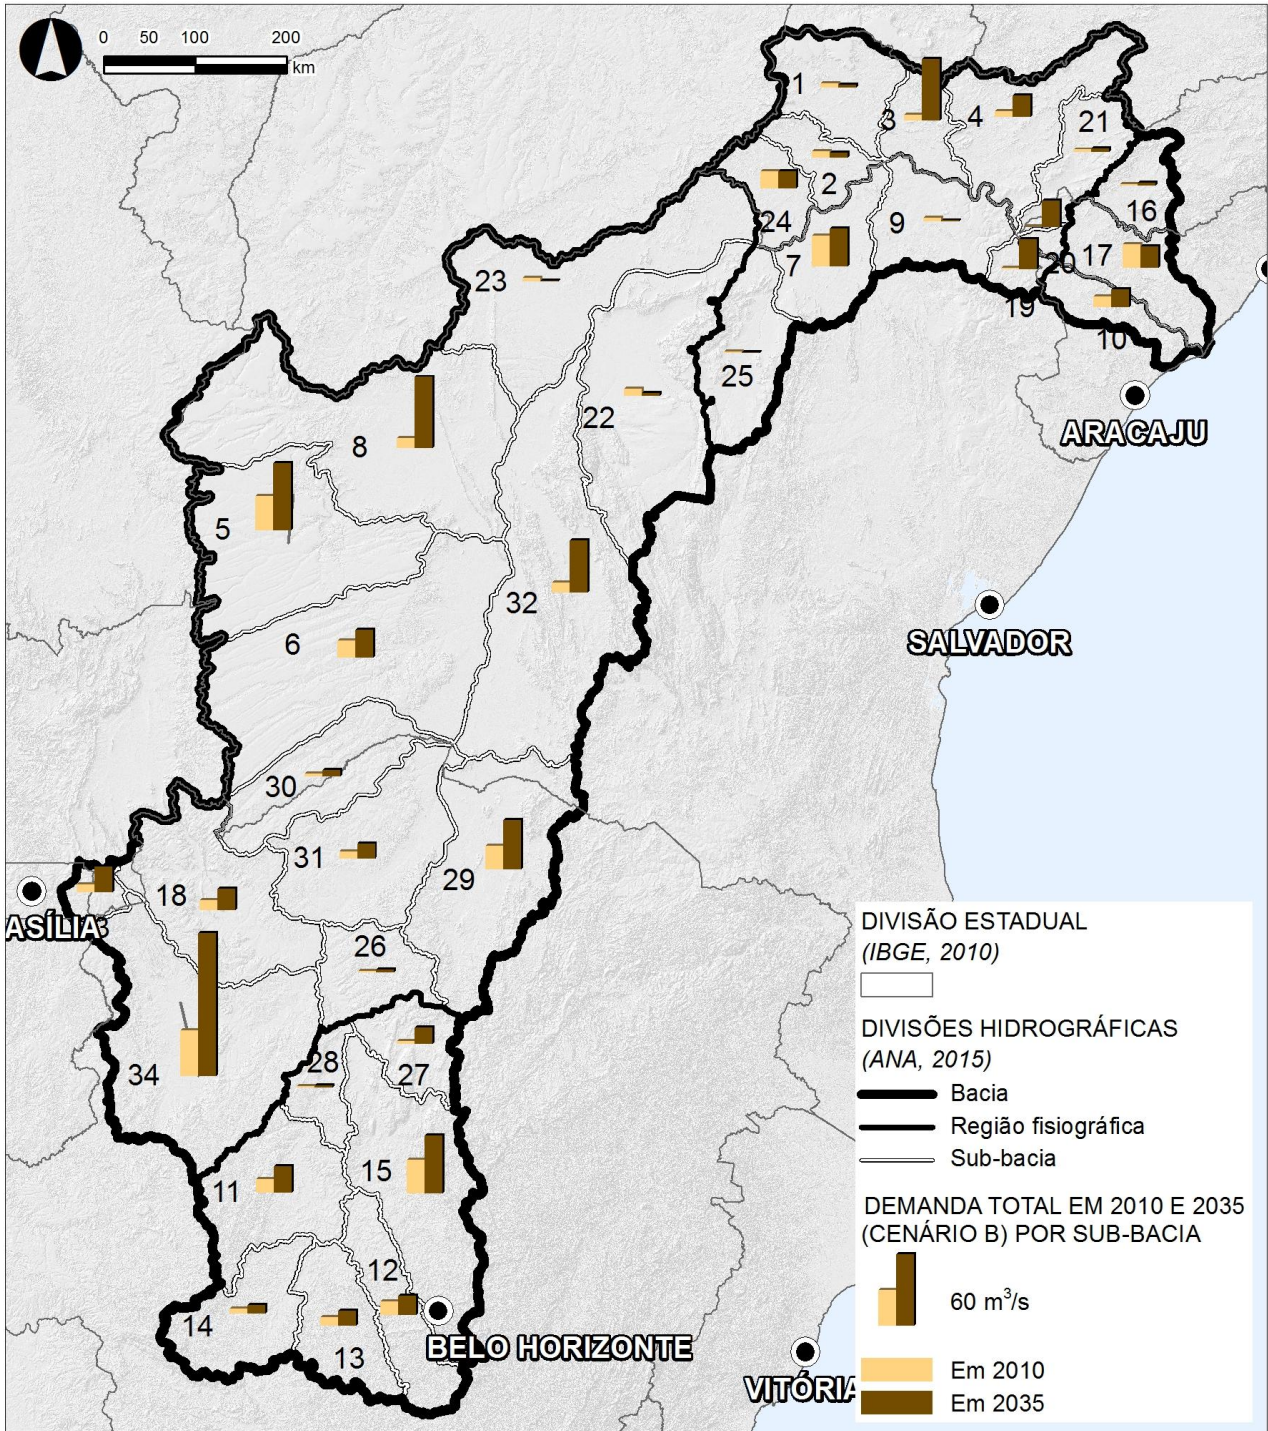 0 50 100 200
km
1
3
4
21
2
16
24
9
17
7
20
23
19
10
25
22
ARACAJU
8
5
32
SALVADOR
6
30
31
29
18
ASÍLIA
26
34
28
27
11
15
12
14
13
BELO HORIZONTE
VITÓRIA
DIVISÃO ESTADUAL
(IBGE, 2010)
DIVISÕES HIDROGRÁFICAS
(ANA, 2015)
Bacia
Região fisiográfica
Sub-bacia
DEMANDA TOTAL EM 2010 E 2035
(CENÁRIO B) POR SUB-BACIA
60 m³/s
Em 2010
Em 2035